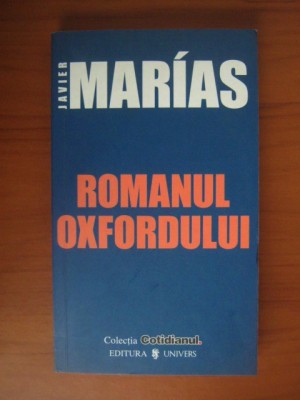 JAVIER
MARÍAS
ROMANUL
OXFORDULUI
Colecția Cotidianul.
EDITURA UNIVERS